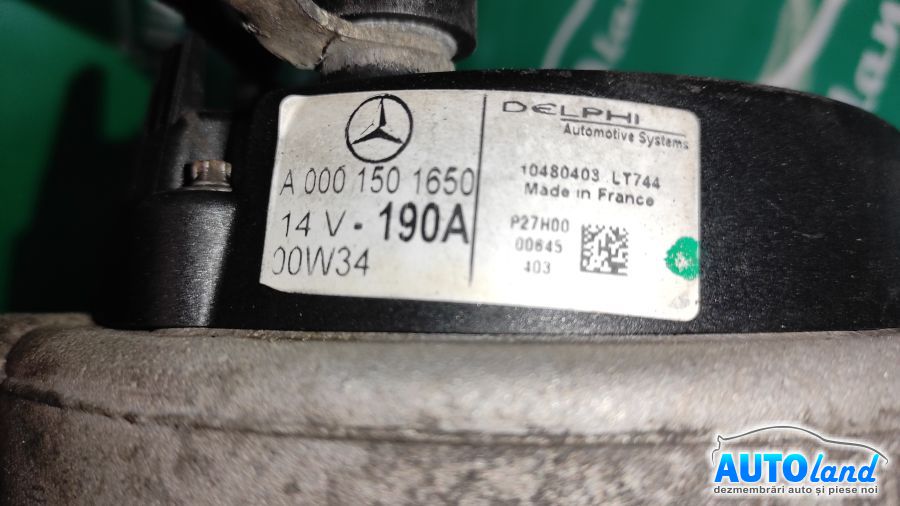 A 000 150 1650
14 V - 190A
00W34
DELPHI
Automotive Systems
10480403 LT744
Made in France
P27H00
00645
403
AUTOland
dezmembrări auto și piese noi